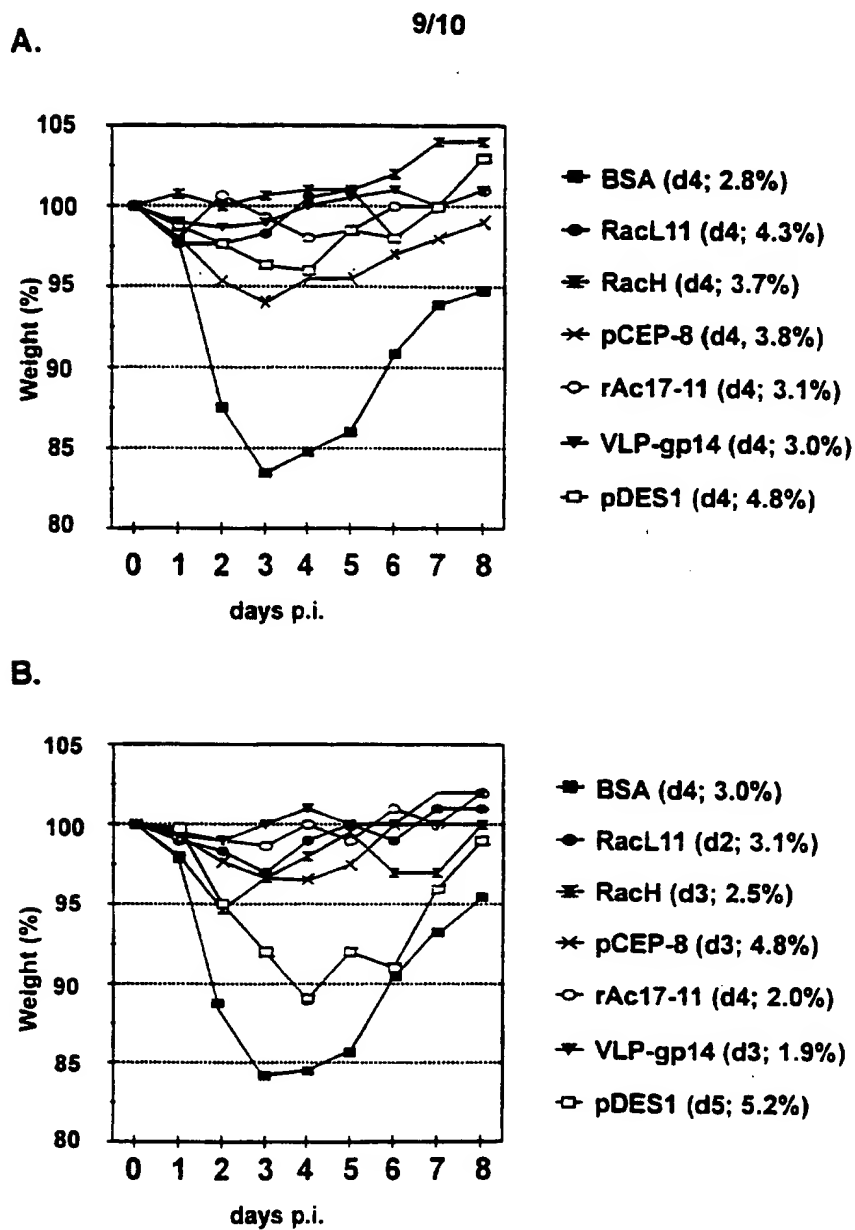 9/10
A.
105
100
95
90
85
80
Weight (%)
0 1 2 3 4 5 6 7 8
days p.i.
BSA (d4; 2.8%)
RacL11 (d4; 4.3%)
RacH (d4; 3.7%)
pCEP-8 (d4, 3.8%)
rAc17-11 (d4; 3.1%)
VLP-gp14 (d4; 3.0%)
pDES1 (d4; 4.8%)
B.
105
100
95
90
85
80
Weight (%)
0 1 2 3 4 5 6 7 8
days p.i.
BSA (d4; 3.0%)
RacL11 (d2; 3.1%)
RacH (d3; 2.5%)
pCEP-8 (d3; 4.8%)
rAc17-11 (d4; 2.0%)
VLP-gp14 (d3; 1.9%)
pDES1 (d5; 5.2%)